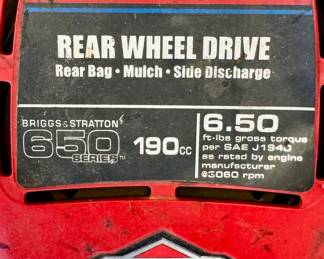 REAR WHEEL DRIVE
Rear Bag • Mulch • Side Discharge
BRIGGS & STRATTON
650
SERIES™
190cc
6.50
ft-lbs gross torque
per SAE J1940
as rated by engine
manufacturer
@3060 rpm